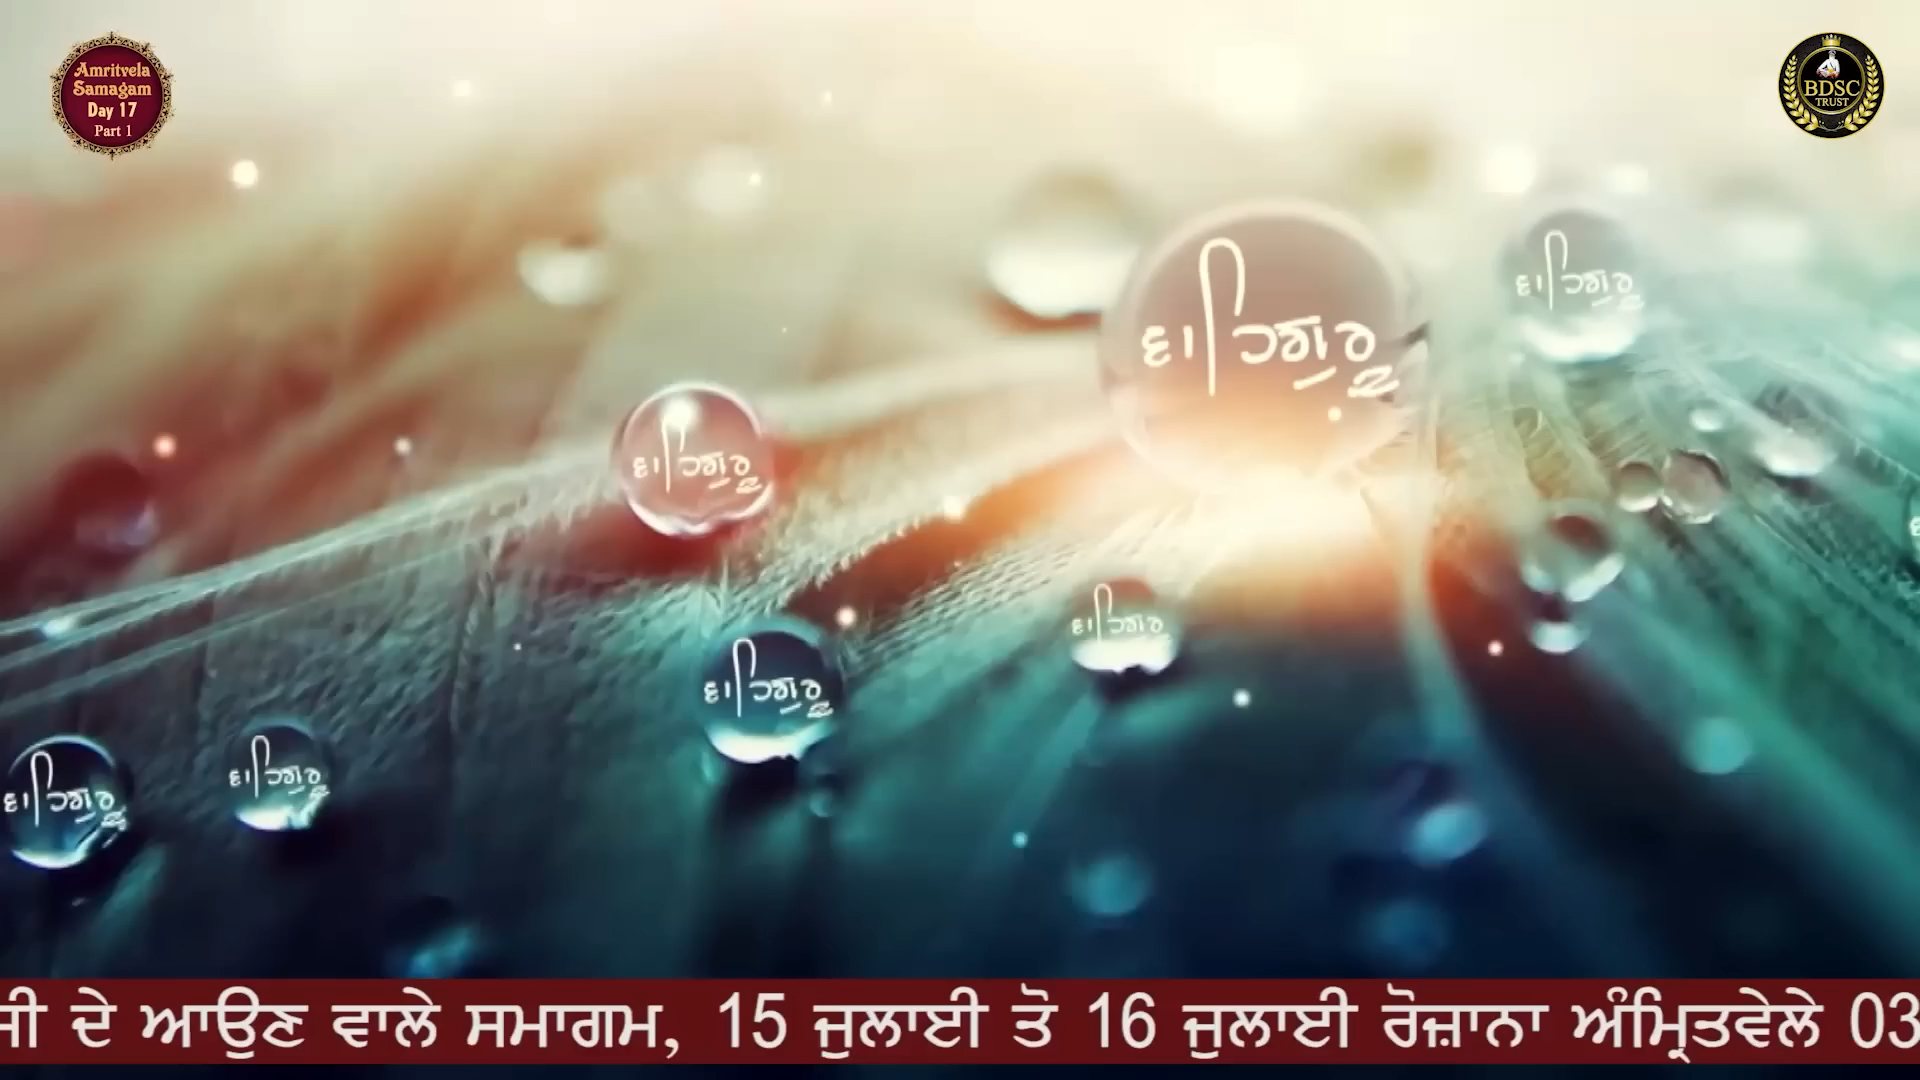 Amritvela
Samagam
Day 17
Part 1
BDSC
TRUST
ਵਾਹਿਗੁਰੂ
ਵਾਹਿਗੁਰੂ
ਵਾਹਿਗੁਰੂ
ਵਾਹਿਗੁਰੂ
ਵਾਹਿਗੁਰੂ
ਵਾਹਿਗੁਰੂ
ਵਾਹਿਗੁਰੂ
ਜੀ ਦੇ ਆਉਣ ਵਾਲੇ ਸਮਾਗਮ, 15 ਜੁਲਾਈ ਤੋ 16 ਜੁਲਾਈ ਰੋਜ਼ਾਨਾ ਅੰਮ੍ਰਿਤਵੇਲੇ 03